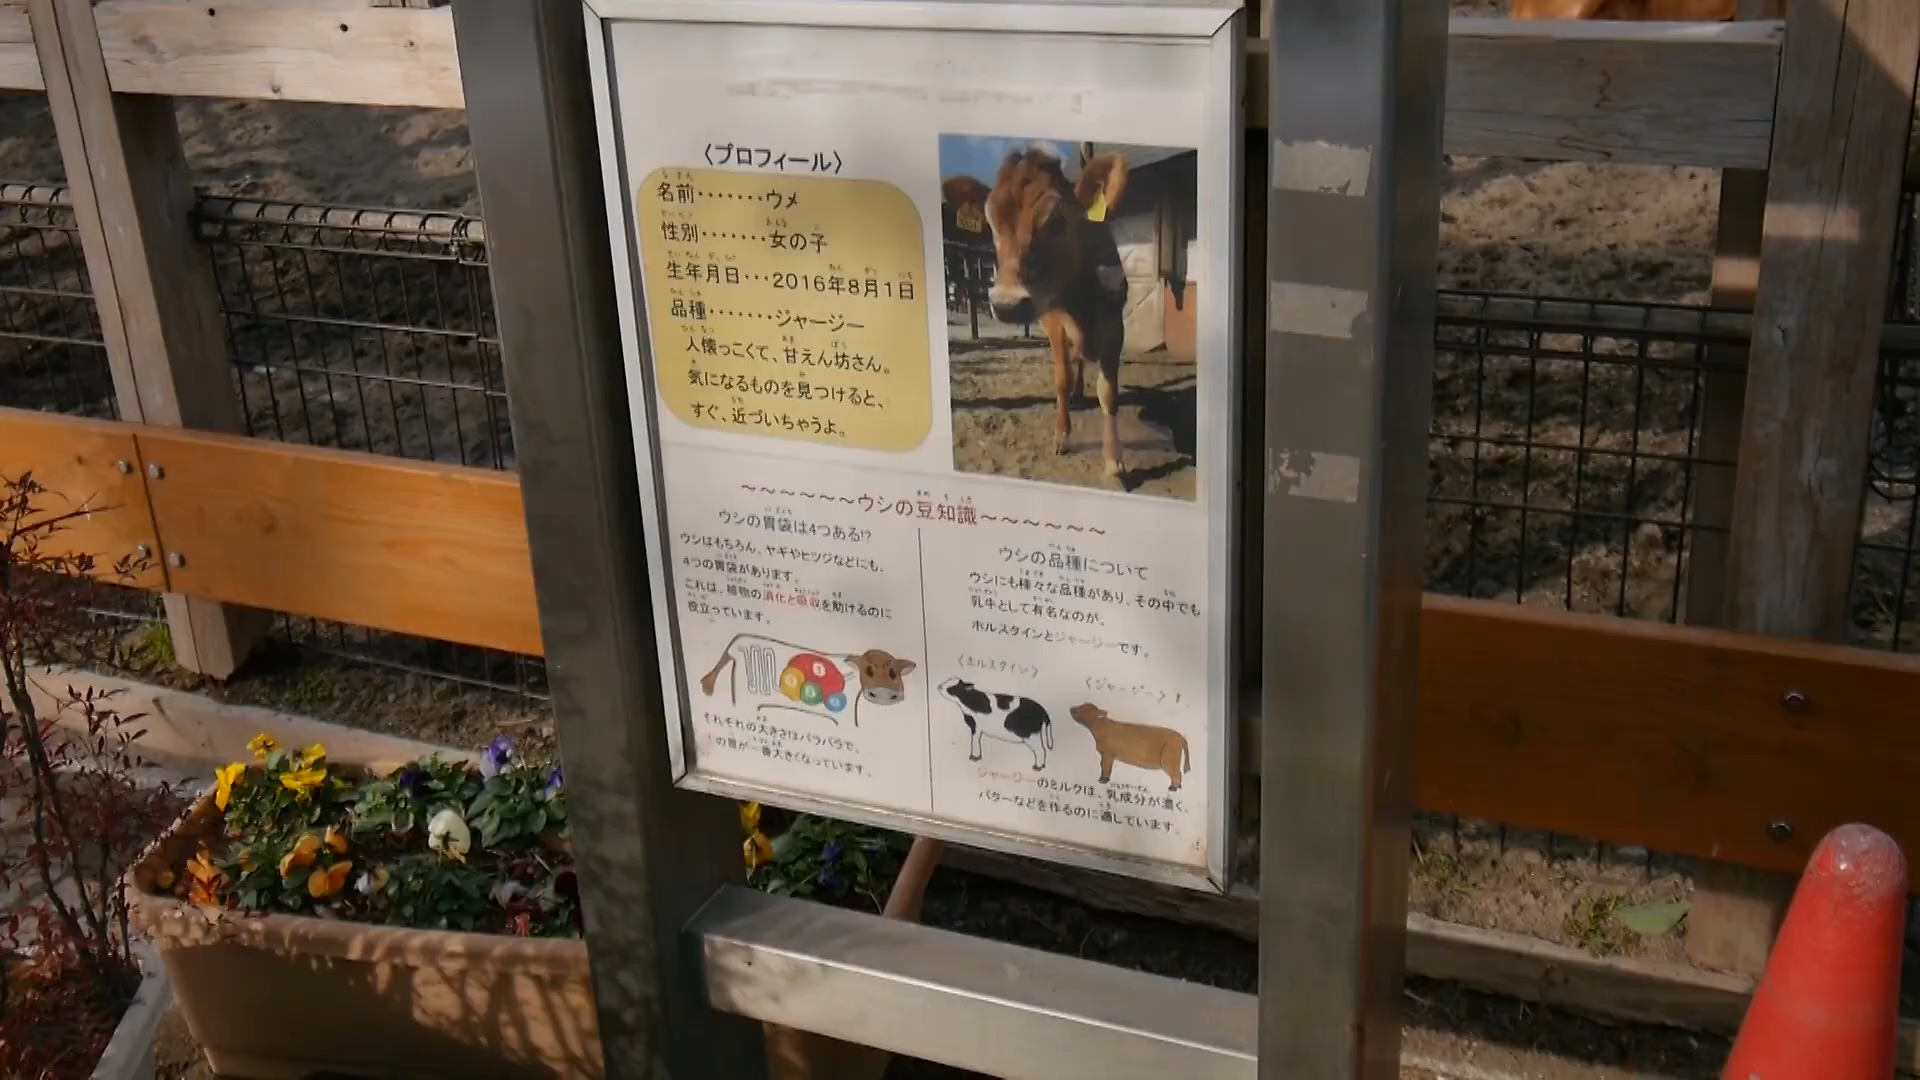 〈プロフィール〉
名前・・・・・・・ウメ
性別・・・・・・・女の子
生年月日・・・2016年8月1日
品種・・・・・・・ジャージー
人懐っこくて、甘えん坊さん。
気になるものを見つけると、
すぐ、近づいちゃうよ。
～～～～～～ウシの豆知識～～～～～～
ウシの胃袋は4つある!?
ウシはもちろん、ヤギやヒツジなどにも、
4つの胃袋があります。
これは、植物の消化と吸収を助けるのに
役立っています。
それぞれの大きさはバラバラで、
1の胃が一番大きくなっています。
ウシの品種について
ウシにも様々な品種があり、その中でも
乳牛として有名なのが、
ホルスタインとジャージーです。
〈ホルスタイン〉
〈ジャージー〉
ジャージーのミルクは、乳成分が濃く、
バターなどを作るのに適しています。